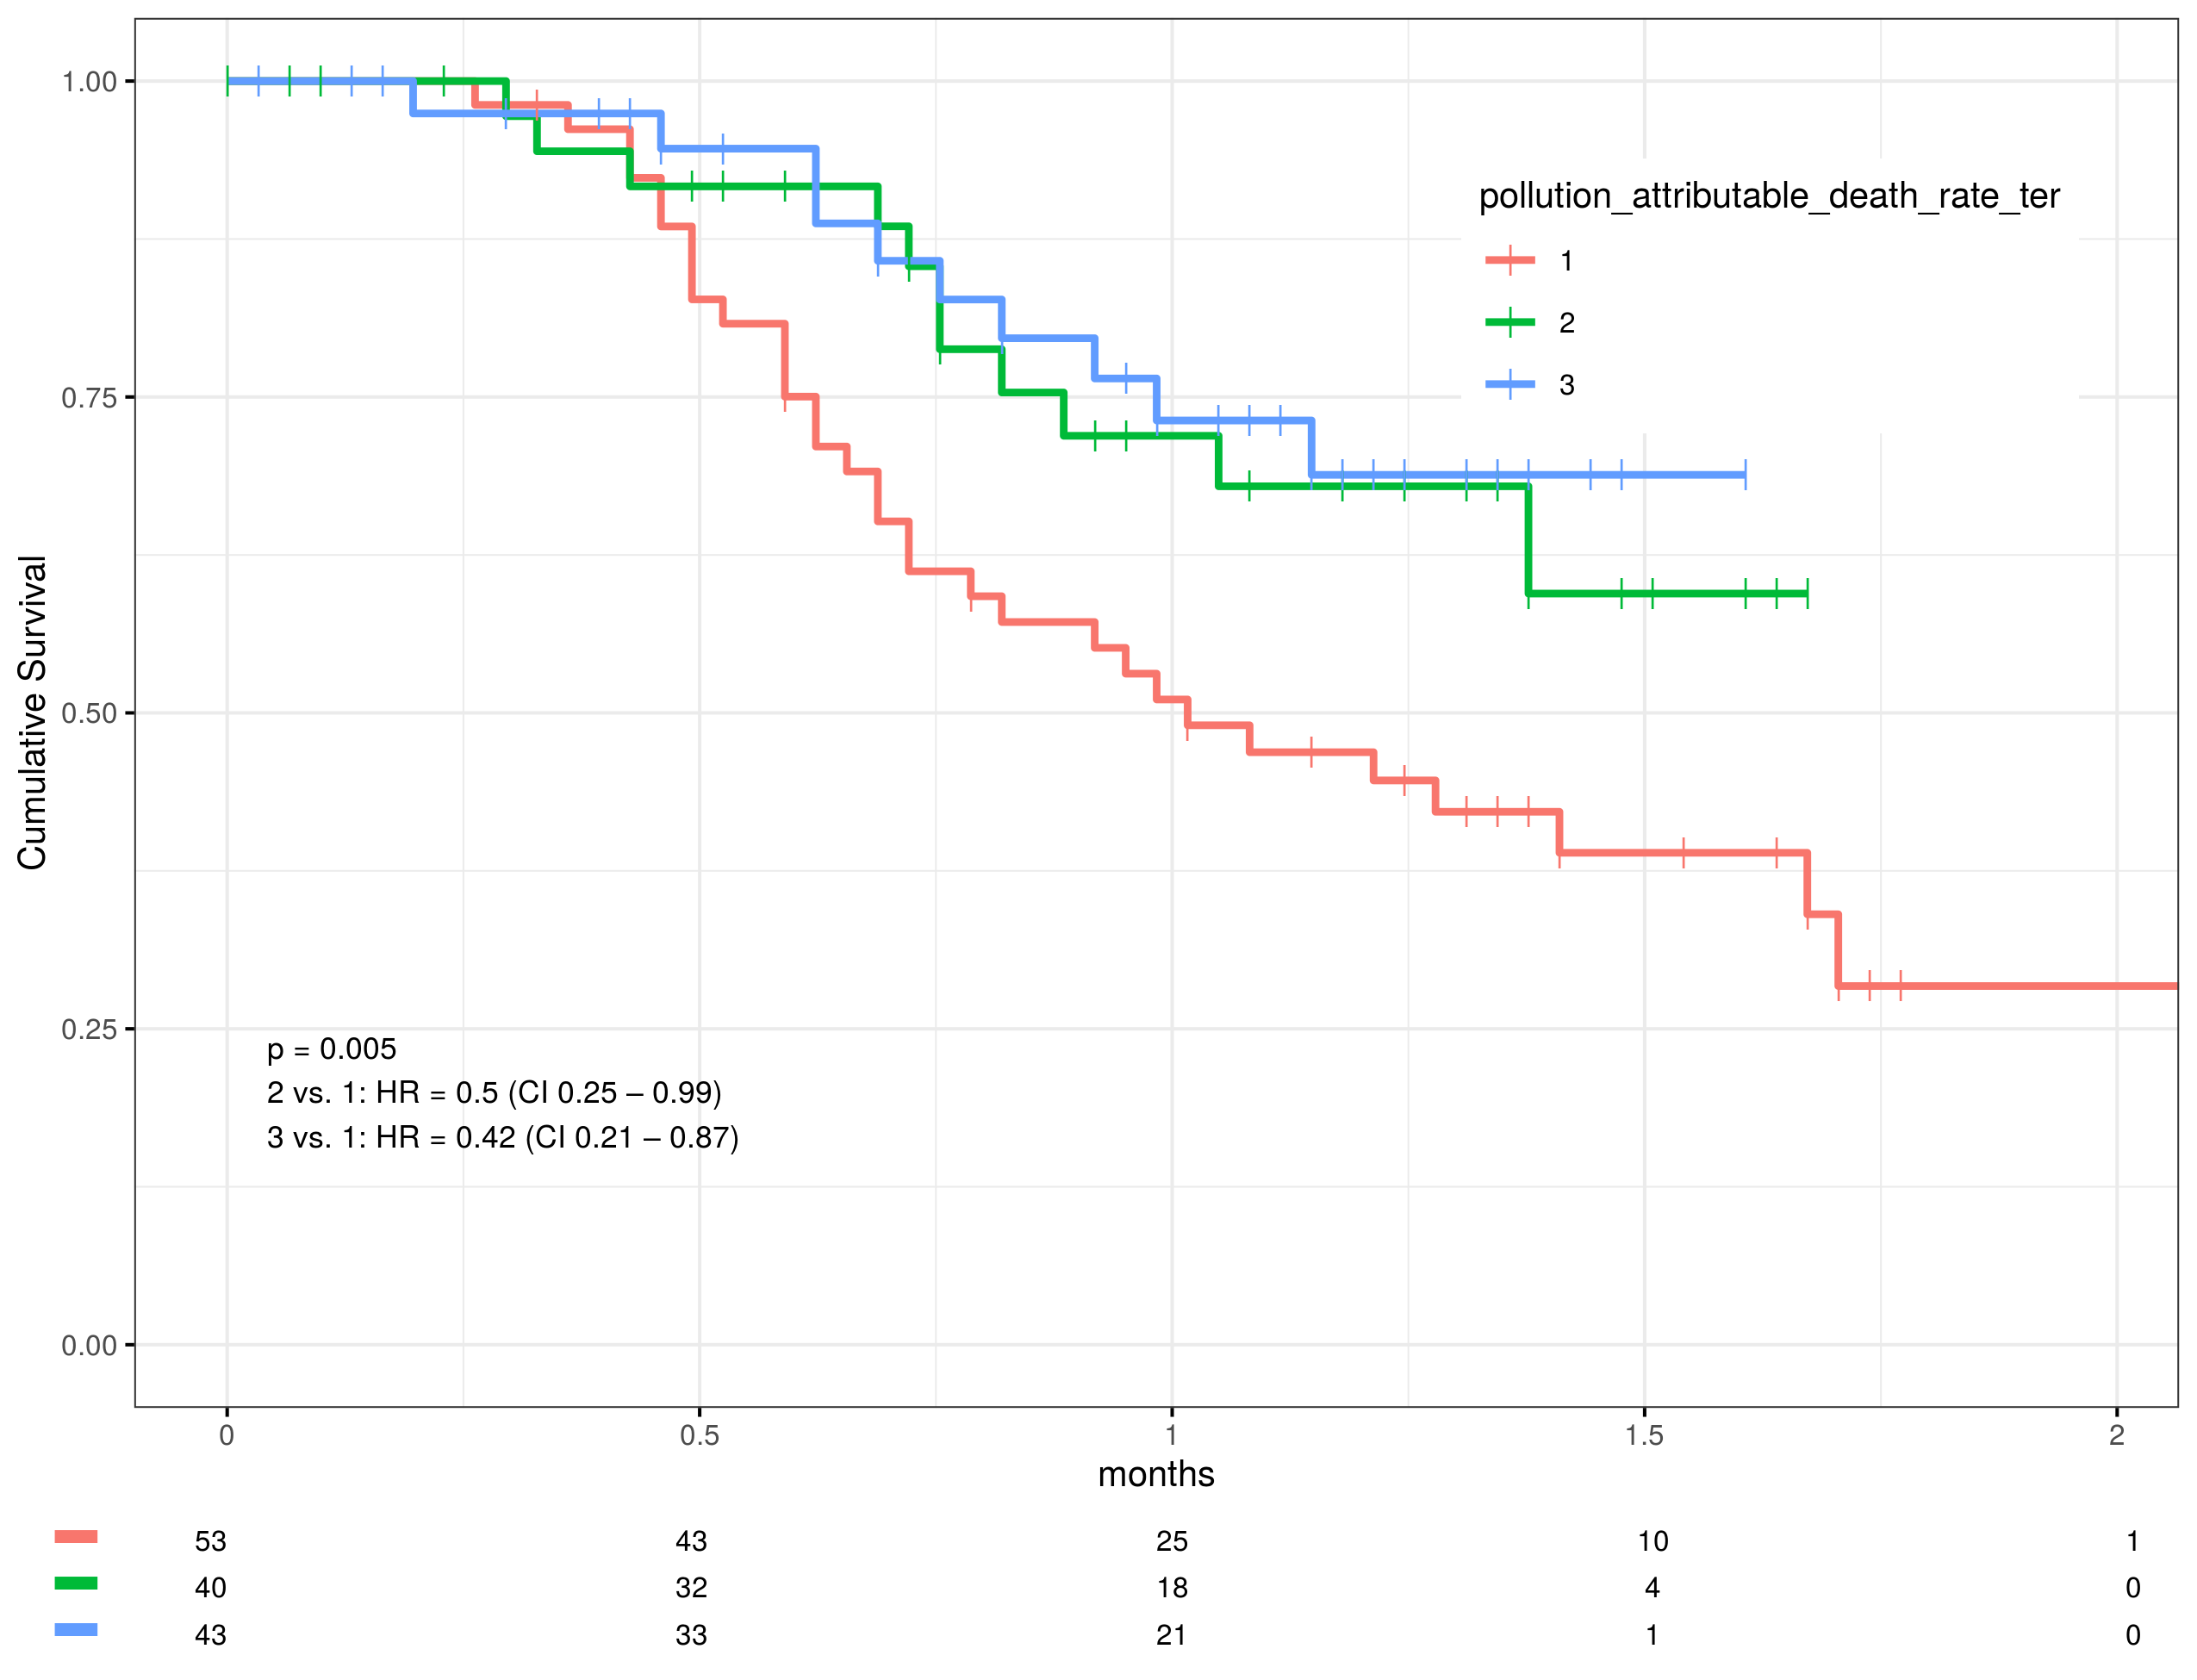 1.00
0.75
0.50
0.25
0.00
Cumulative Survival
pollution_attributable_death_rate_ter
1
2
3
p = 0.005
2 vs. 1: HR = 0.5 (CI 0.25 – 0.99)
3 vs. 1: HR = 0.42 (CI 0.21 – 0.87)
0 0.5 1 1.5 2
months
53 43 25 10 1
40 32 18 4 0
43 33 21 1 0